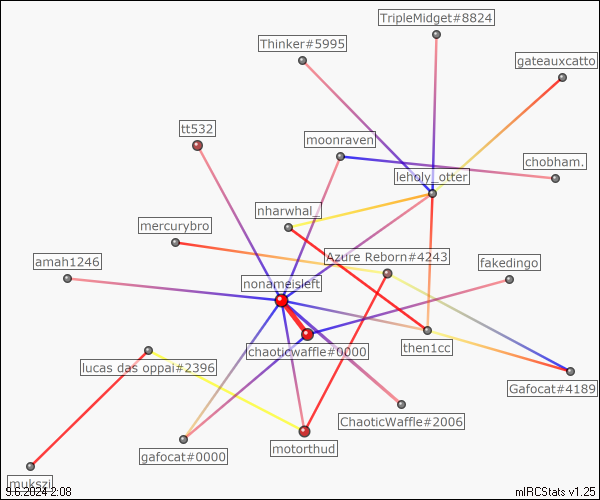 TripleMidget#8824
Thinker#5995
gateauxcatto
tt532
moonraven
chobham.
leholy_otter
nharwhal_
mercurybro
Azure Reborn#4243
amah1246
fakedingo
nonameisleft
chaoticwaffle#0000
then1cc
lucas das oppai#2396
Gafocat#4189
ChaoticWaffle#2006
motorthud
gafocat#0000
mukszi
9.6.2024 2:08
mIRCStats v1.25